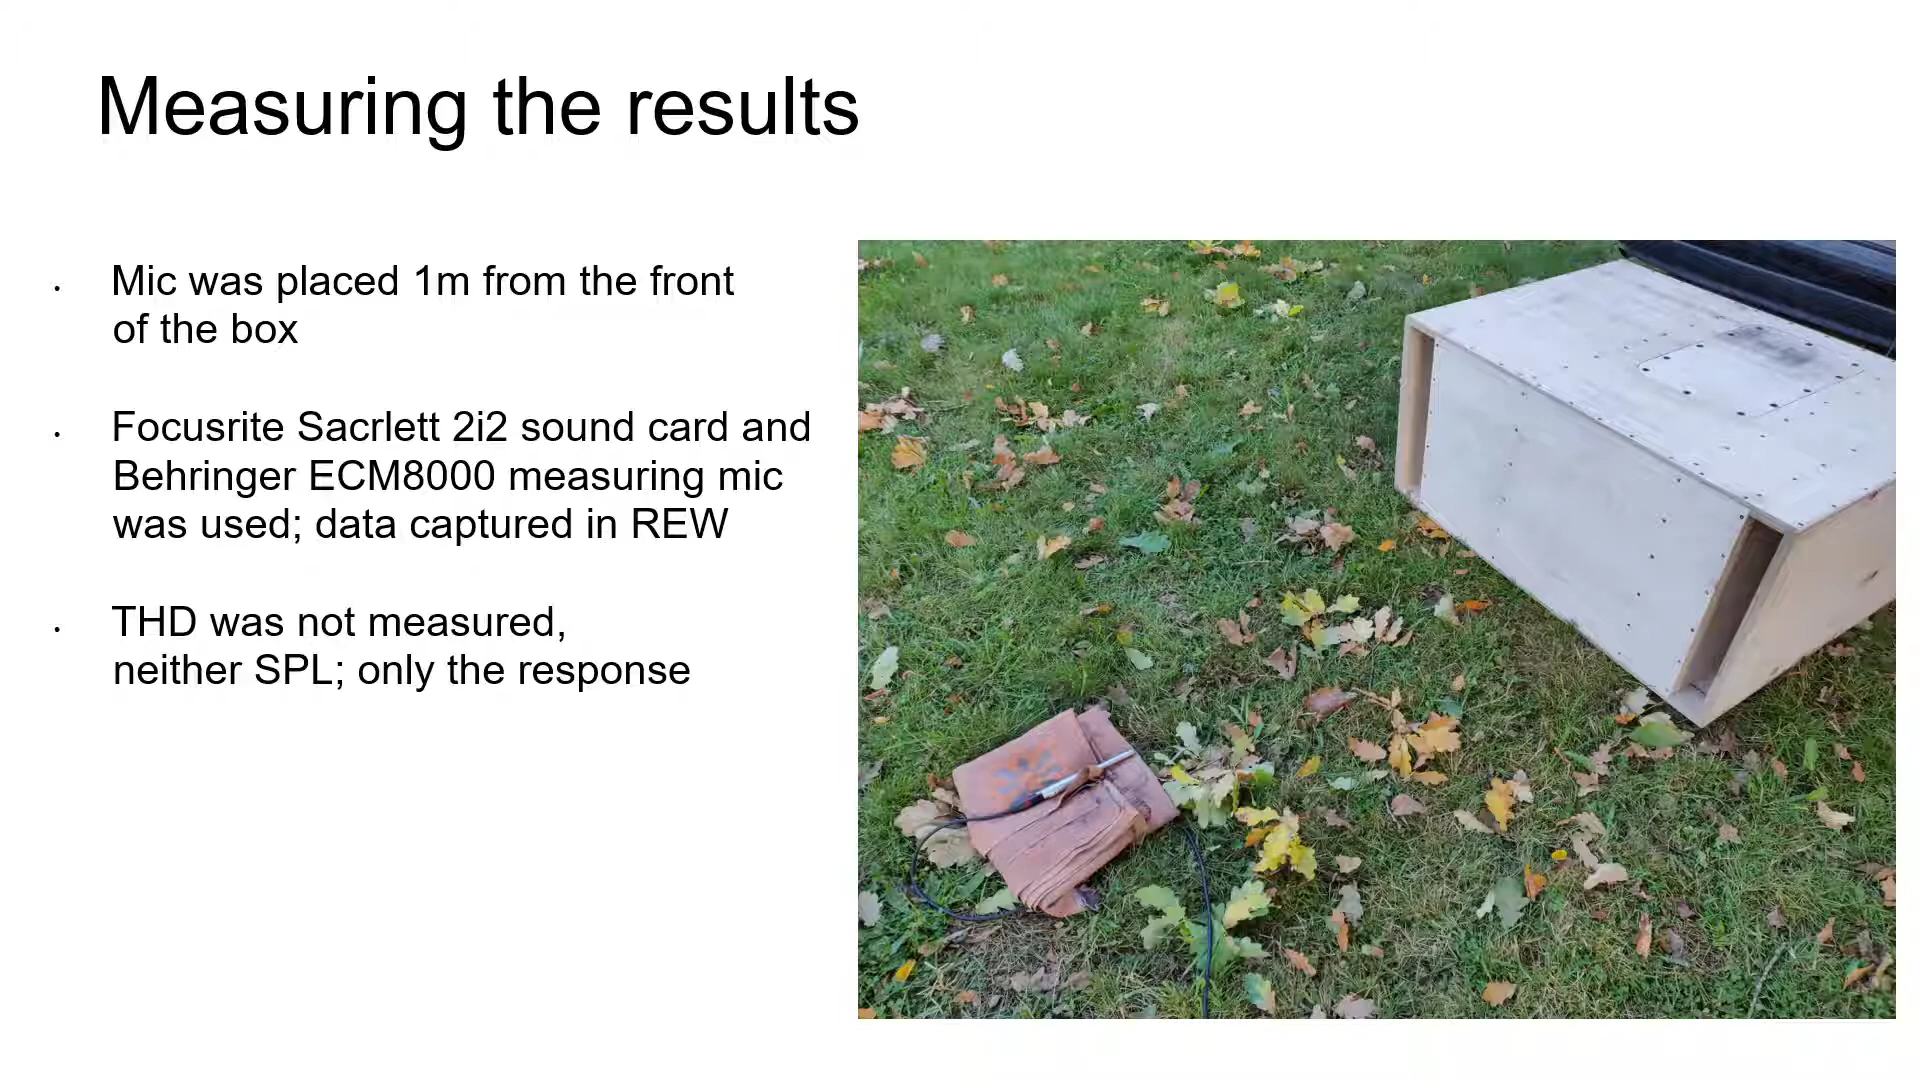 Measuring the results
• Mic was placed 1m from the front
of the box
• Focusrite Sacrlett 2i2 sound card and
Behringer ECM8000 measuring mic
was used; data captured in REW
• THD was not measured,
neither SPL; only the response